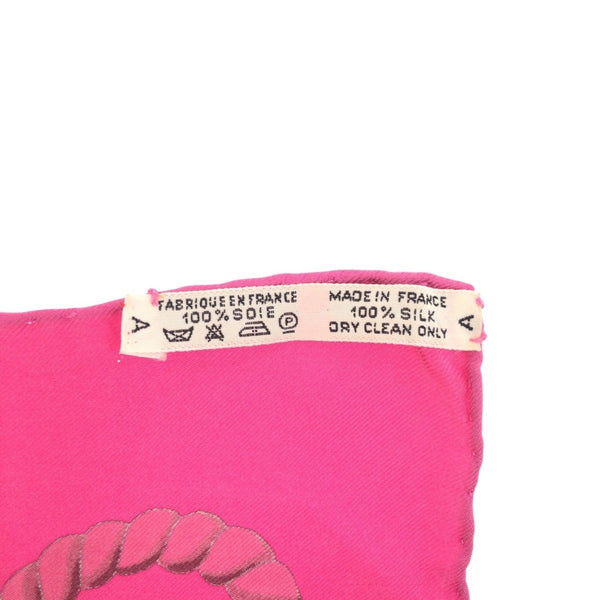 A
FABRIQUE EN FRANCE
100% SOIE
P
MADE IN FRANCE
100% SILK
DRY CLEAN ONLY
A